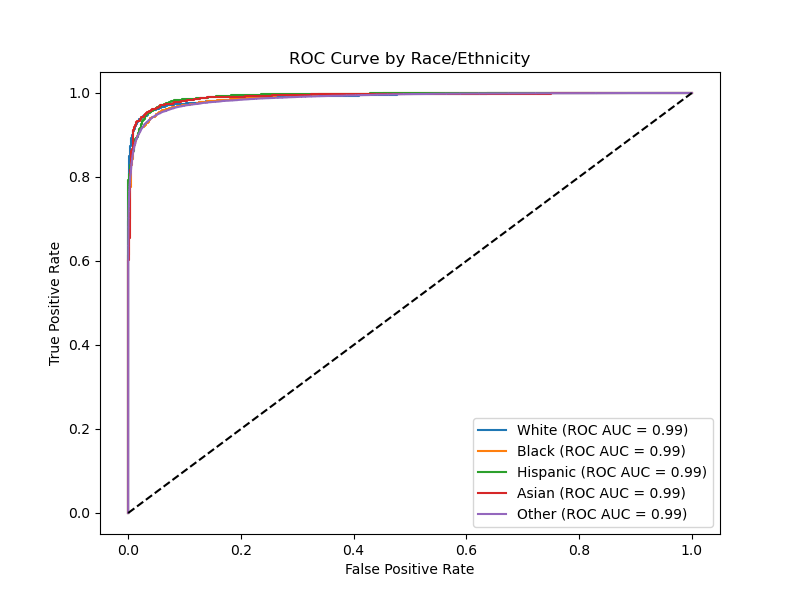 ROC Curve by Race/Ethnicity
True Positive Rate
1.0
0.8
0.6
0.4
0.2
0.0
White (ROC AUC = 0.99)
Black (ROC AUC = 0.99)
Hispanic (ROC AUC = 0.99)
Asian (ROC AUC = 0.99)
Other (ROC AUC = 0.99)
0.0 0.2 0.4 0.6 0.8 1.0
False Positive Rate